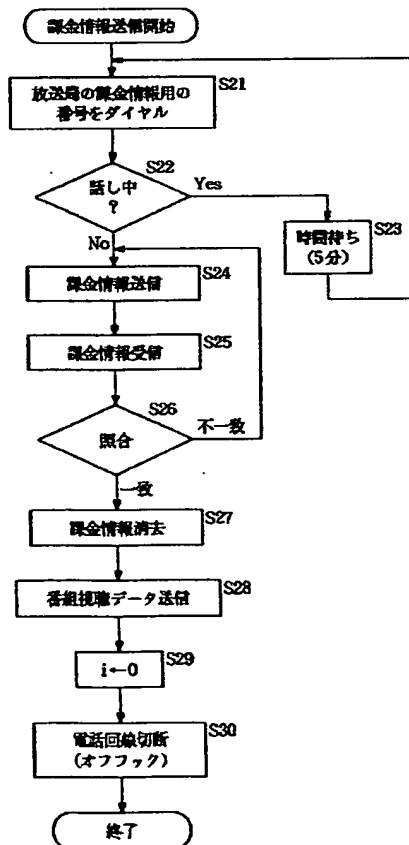 課金情報送信開始
S21
放送局の課金情報用の
番号をダイヤル
S22
話し中
?
Yes
No
S23
時間待ち
(5分)
S24
課金情報送信
S25
課金情報受信
S26
照合
不一致
一致
S27
課金情報消去
S28
番組視聴データ送信
S29
i←0
S30
電話回線切断
(オフフック)
終了